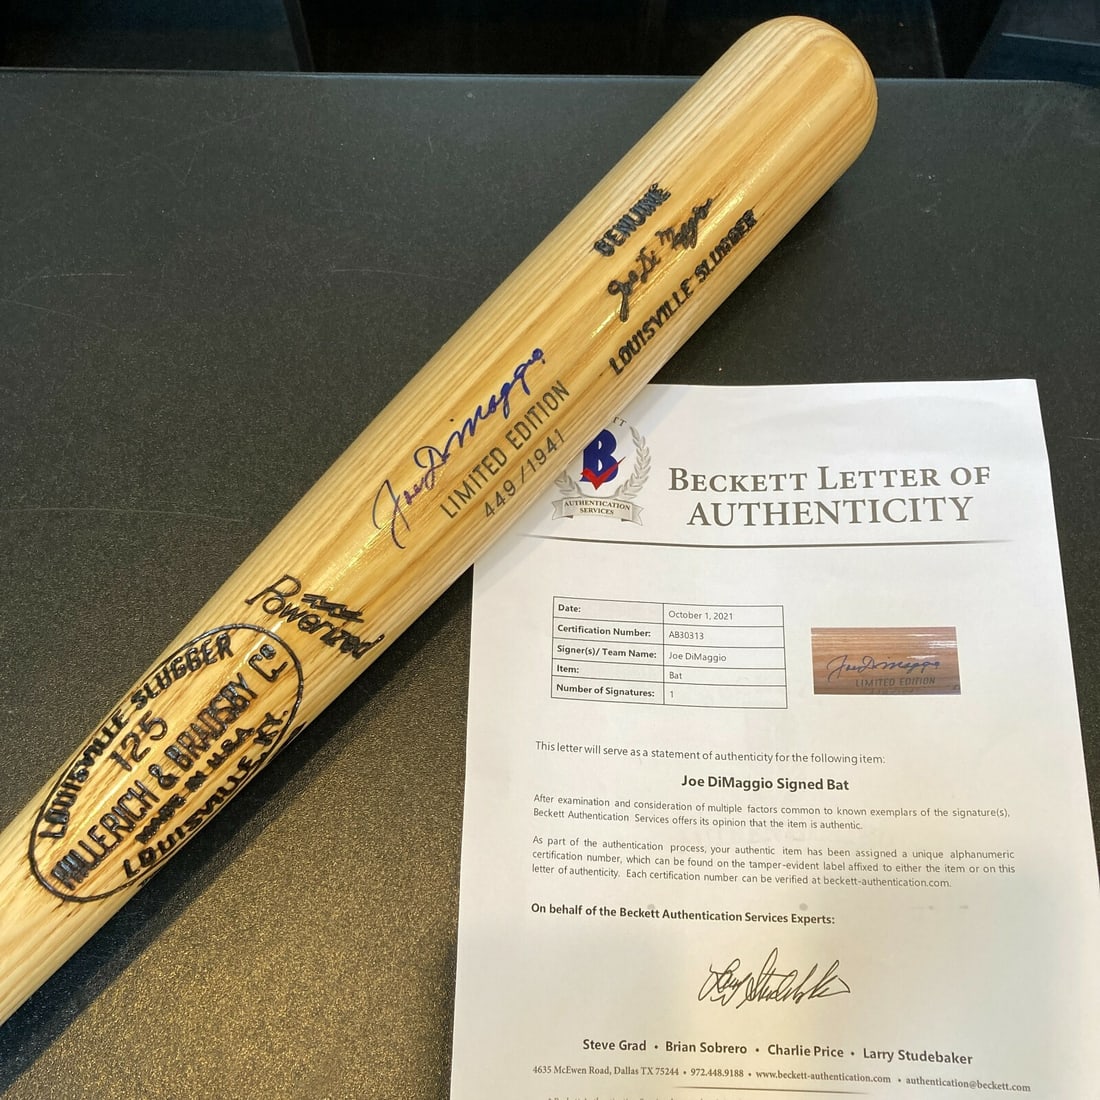 GENUINE
Joe DiMaggio
LOUISVILLE SLUGGER
Joe DiMaggio
LIMITED EDITION
449/1941
Powerized
LOUISVILLE SLUGGER
125
HILLERICH & BRADSBY Co
MADE IN U.S.A.
LOUISVILLE, KY.
TT
B
AUTHENTICATION
SERVICES
BECKETT LETTER OF
AUTHENTICITY
Date: October 1, 2021
Certification Number: AB30313
Signer(s)/ Team Name: Joe DiMaggio
Item: Bat
Number of Signatures: 1
Joe DiMaggio
LIMITED EDITION
This letter will serve as a statement of authenticity for the following item:
Joe DiMaggio Signed Bat
After examination and consideration of multiple factors common to known exemplars of the signature(s),
Beckett Authentication Services offers its opinion that the item is authentic.
As part of the authentication process, your authentic item has been assigned a unique alphanumeric
certification number, which can be found on the tamper-evident label affixed to either the item or on this
letter of authenticity. Each certification number can be verified at beckett-authentication.com.
On behalf of the Beckett Authentication Services Experts:
Steve Grad • Brian Sobrero • Charlie Price • Larry Studebaker
4635 McEwen Road, Dallas TX 75244 • 972.448.9188 • www.beckett-authentication.com • authentication@beckett.com